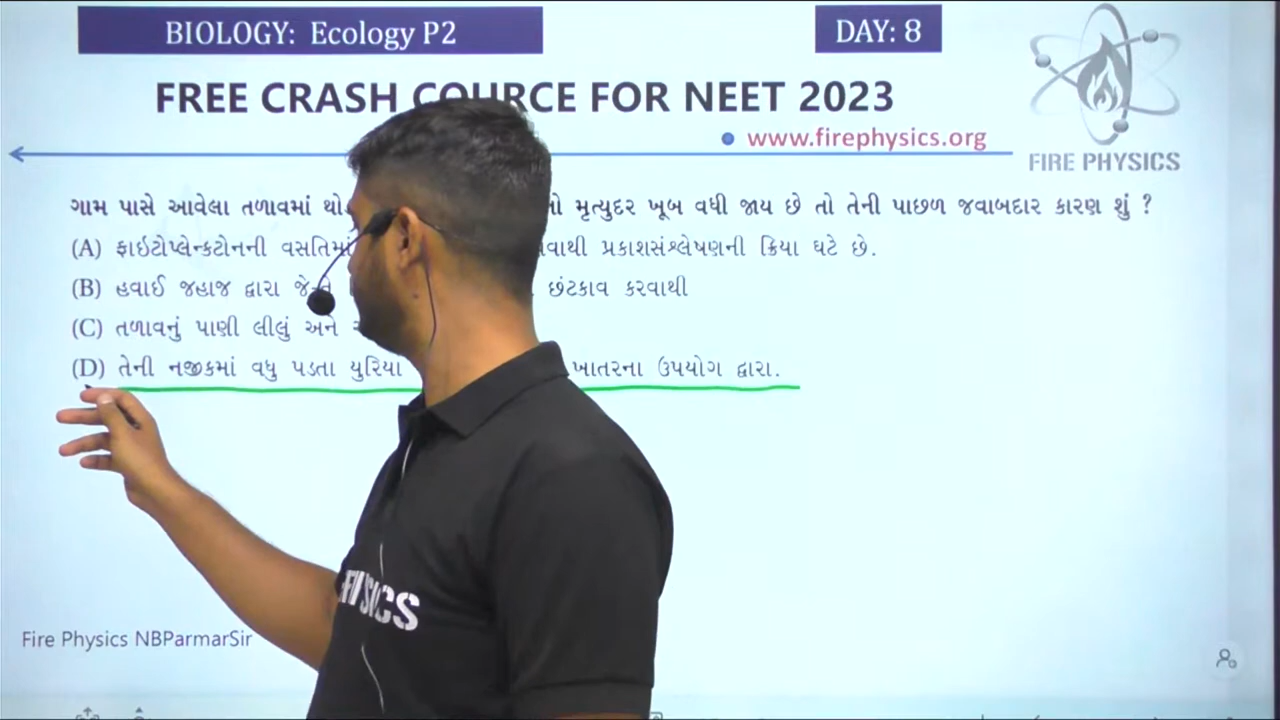 BIOLOGY: Ecology P2
DAY: 8
FREE CRASH COURCE FOR NEET 2023
www.firephysics.org
FIRE PHYSICS
ગામ પાસે આવેલા તળાવમાં મૃત્યુદર ખૂબ વધી જાય છે તો તેની પાછળ જવાબદાર કારણ શું ?
(A) ફાઇટોપ્લેન્કટોનની વસતિમાં પ્રકાશસંશ્લેષણની ક્રિયા ઘટે છે.
(B) હવાઈ જહાજ દ્વારા છંટકાવ કરવાથી
(C) તળાવનું પાણી લીલું અને
(D) તેની નજીકમાં વધુ પડતા યુરિયા ખાતરના ઉપયોગ દ્વારા.
Fire Physics NBParmarSir